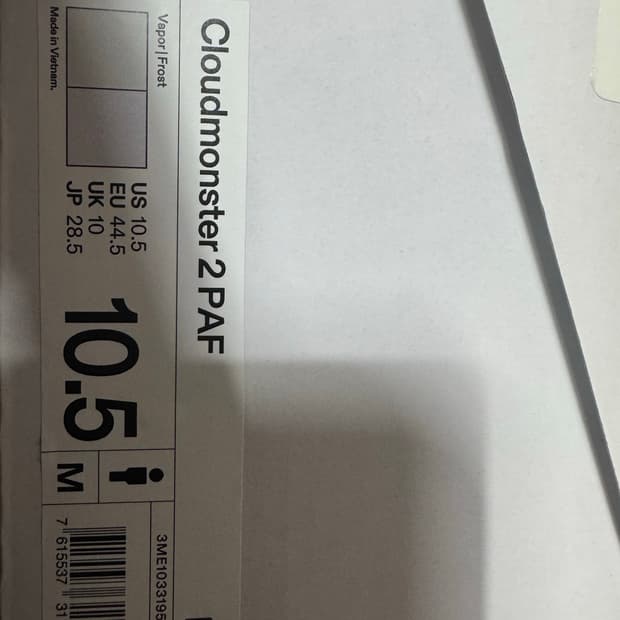 Cloudmonster 2 PAF
Vapor | Frost
Made in Vietnam.
US 10.5
EU 44.5
UK 10
JP 28.5
10.5
M
3ME1033195
7 615537 31